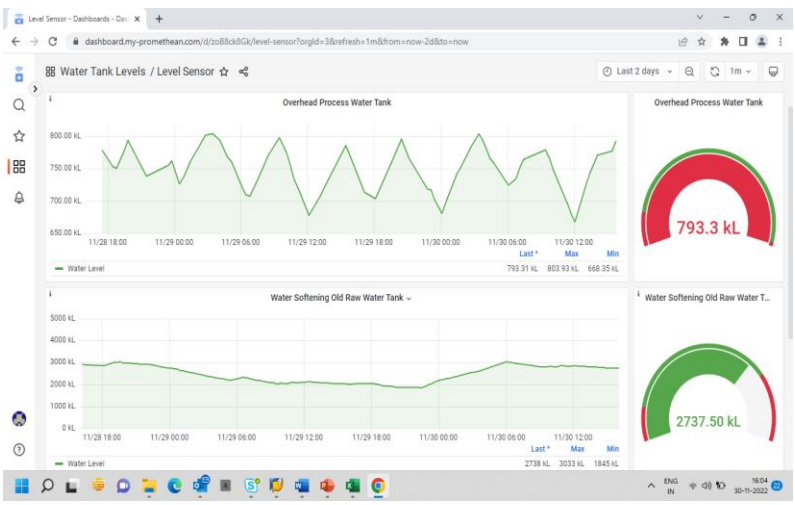 Level Sensor - Dashboards - Das
dashboard.my-promethean.com/d/zoB8ckIGk/level-sensor?orgId=3&refresh=1m&from=now-2d&to=now
Water Tank Levels / Level Sensor
Last 2 days
1m
Overhead Process Water Tank
800.00 kL
750.00 kL
700.00 kL
650.00 kL
11/28 18:00 11/29 00:00 11/29 06:00 11/29 12:00 11/29 18:00 11/30 00:00 11/30 06:00 11/30 12:00
Last * Max Min
Water Level 793.31 kL 803.93 kL 668.35 kL
Overhead Process Water Tank
793.3 kL
Water Softening Old Raw Water Tank
5000 kL
4000 kL
3000 kL
2000 kL
1000 kL
0 kL
11/28 18:00 11/29 00:00 11/29 06:00 11/29 12:00 11/29 18:00 11/30 00:00 11/30 06:00 11/30 12:00
Last * Max Min
Water Level 2738 kL 3033 kL 1845 kL
Water Softening Old Raw Water T...
2737.50 kL
ENG
IN
16:04
30-11-2022
22